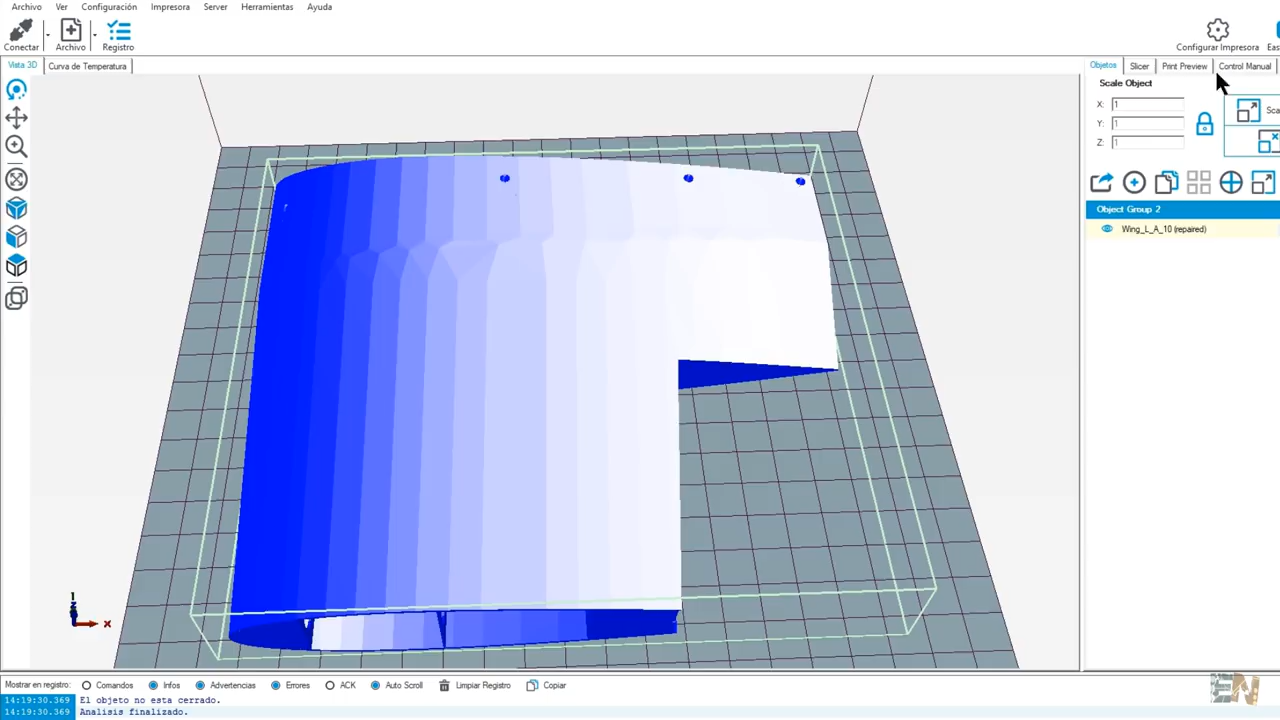 Archivo Ver Configuración Impresora Server Herramientas Ayuda
Conectar Archivo Registro Configurar Impresora Eas
Vista 3D Curva de Temperatura Objetos Slicer Print Preview Control Manual
Scale Object
X: 1 Sca
Y: 1
Z: 1
Object Group 2
Wing_L_A_10 (repaired)
X
Mostrar en registro: Comandos Infos Advertencias Errores ACK Auto Scroll Limpiar Registro Copiar
14:19:30.369 El objeto no esta cerrado.
14:19:30.369 Analisis finalizado.
EN